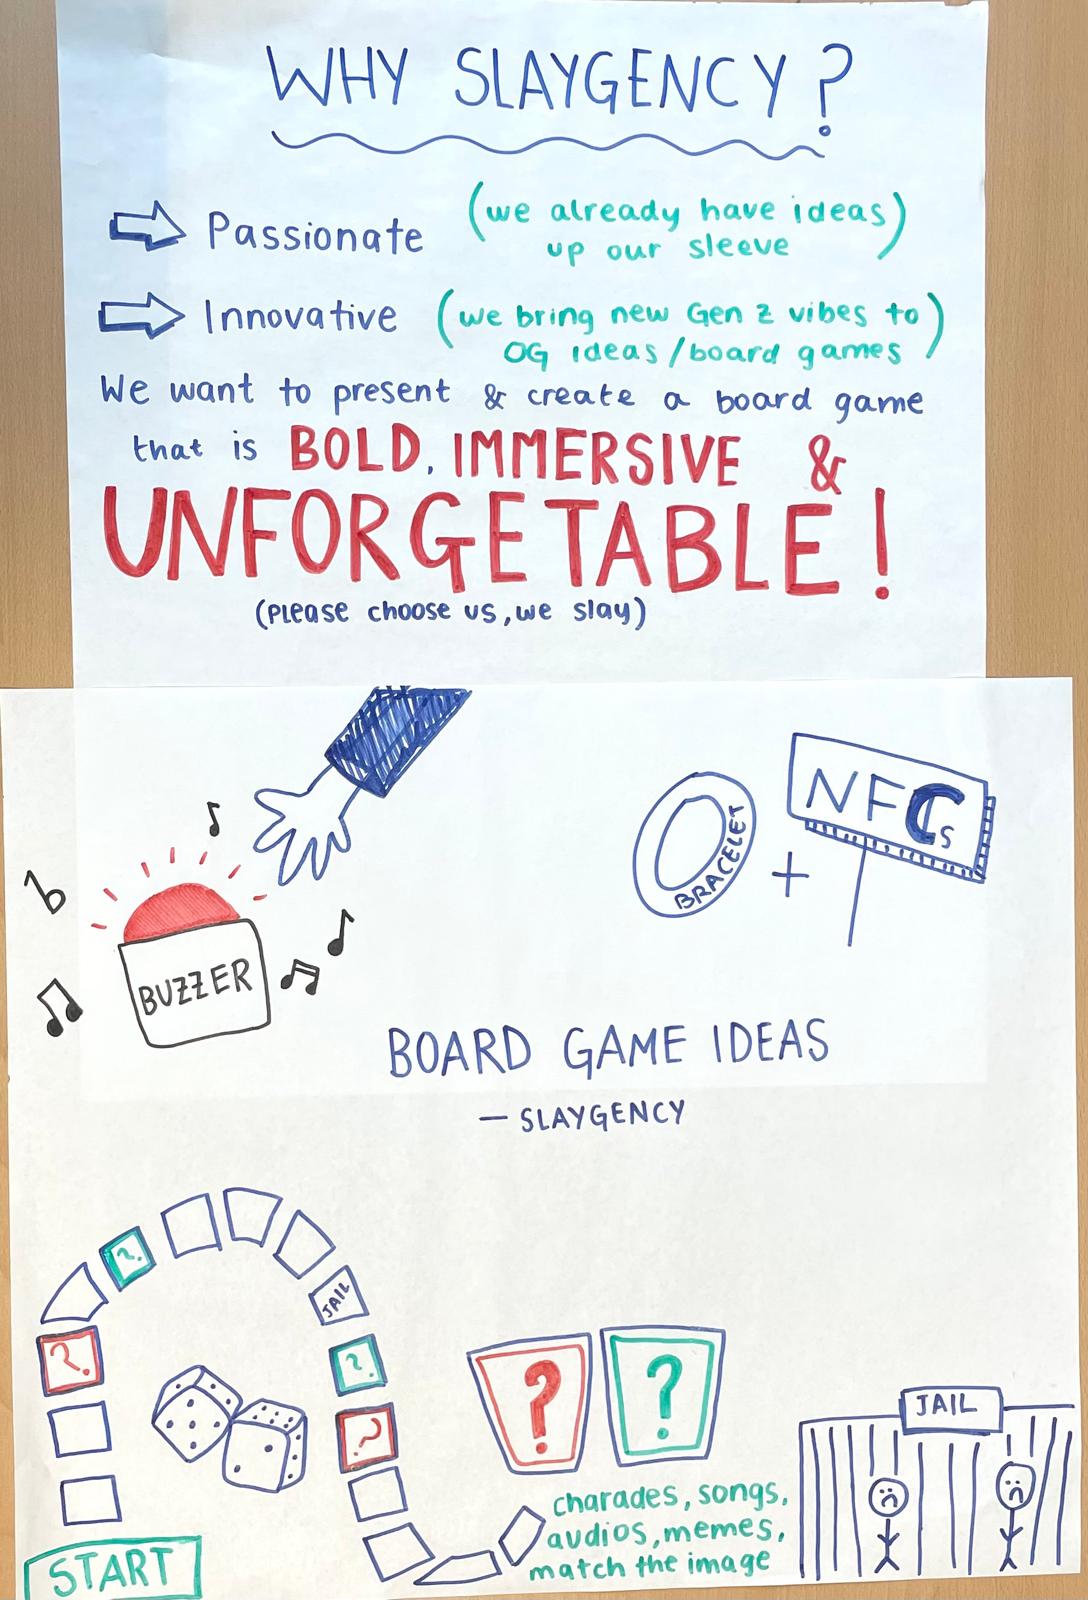 WHY SLAYGENCY?
Passionate (we already have ideas
up our sleeve)
Innovative (we bring new Gen Z vibes to
OG ideas/board games)
We want to present & create a board game
that is BOLD, IMMERSIVE &
UNFORGETABLE!
(Please choose us, we slay)
BUZZER
BRACELET
+
NFCs
BOARD GAME IDEAS
— SLAYGENCY
?
?
JAIL
?
?
? ?
JAIL
charades, songs,
audios, memes,
match the image
START